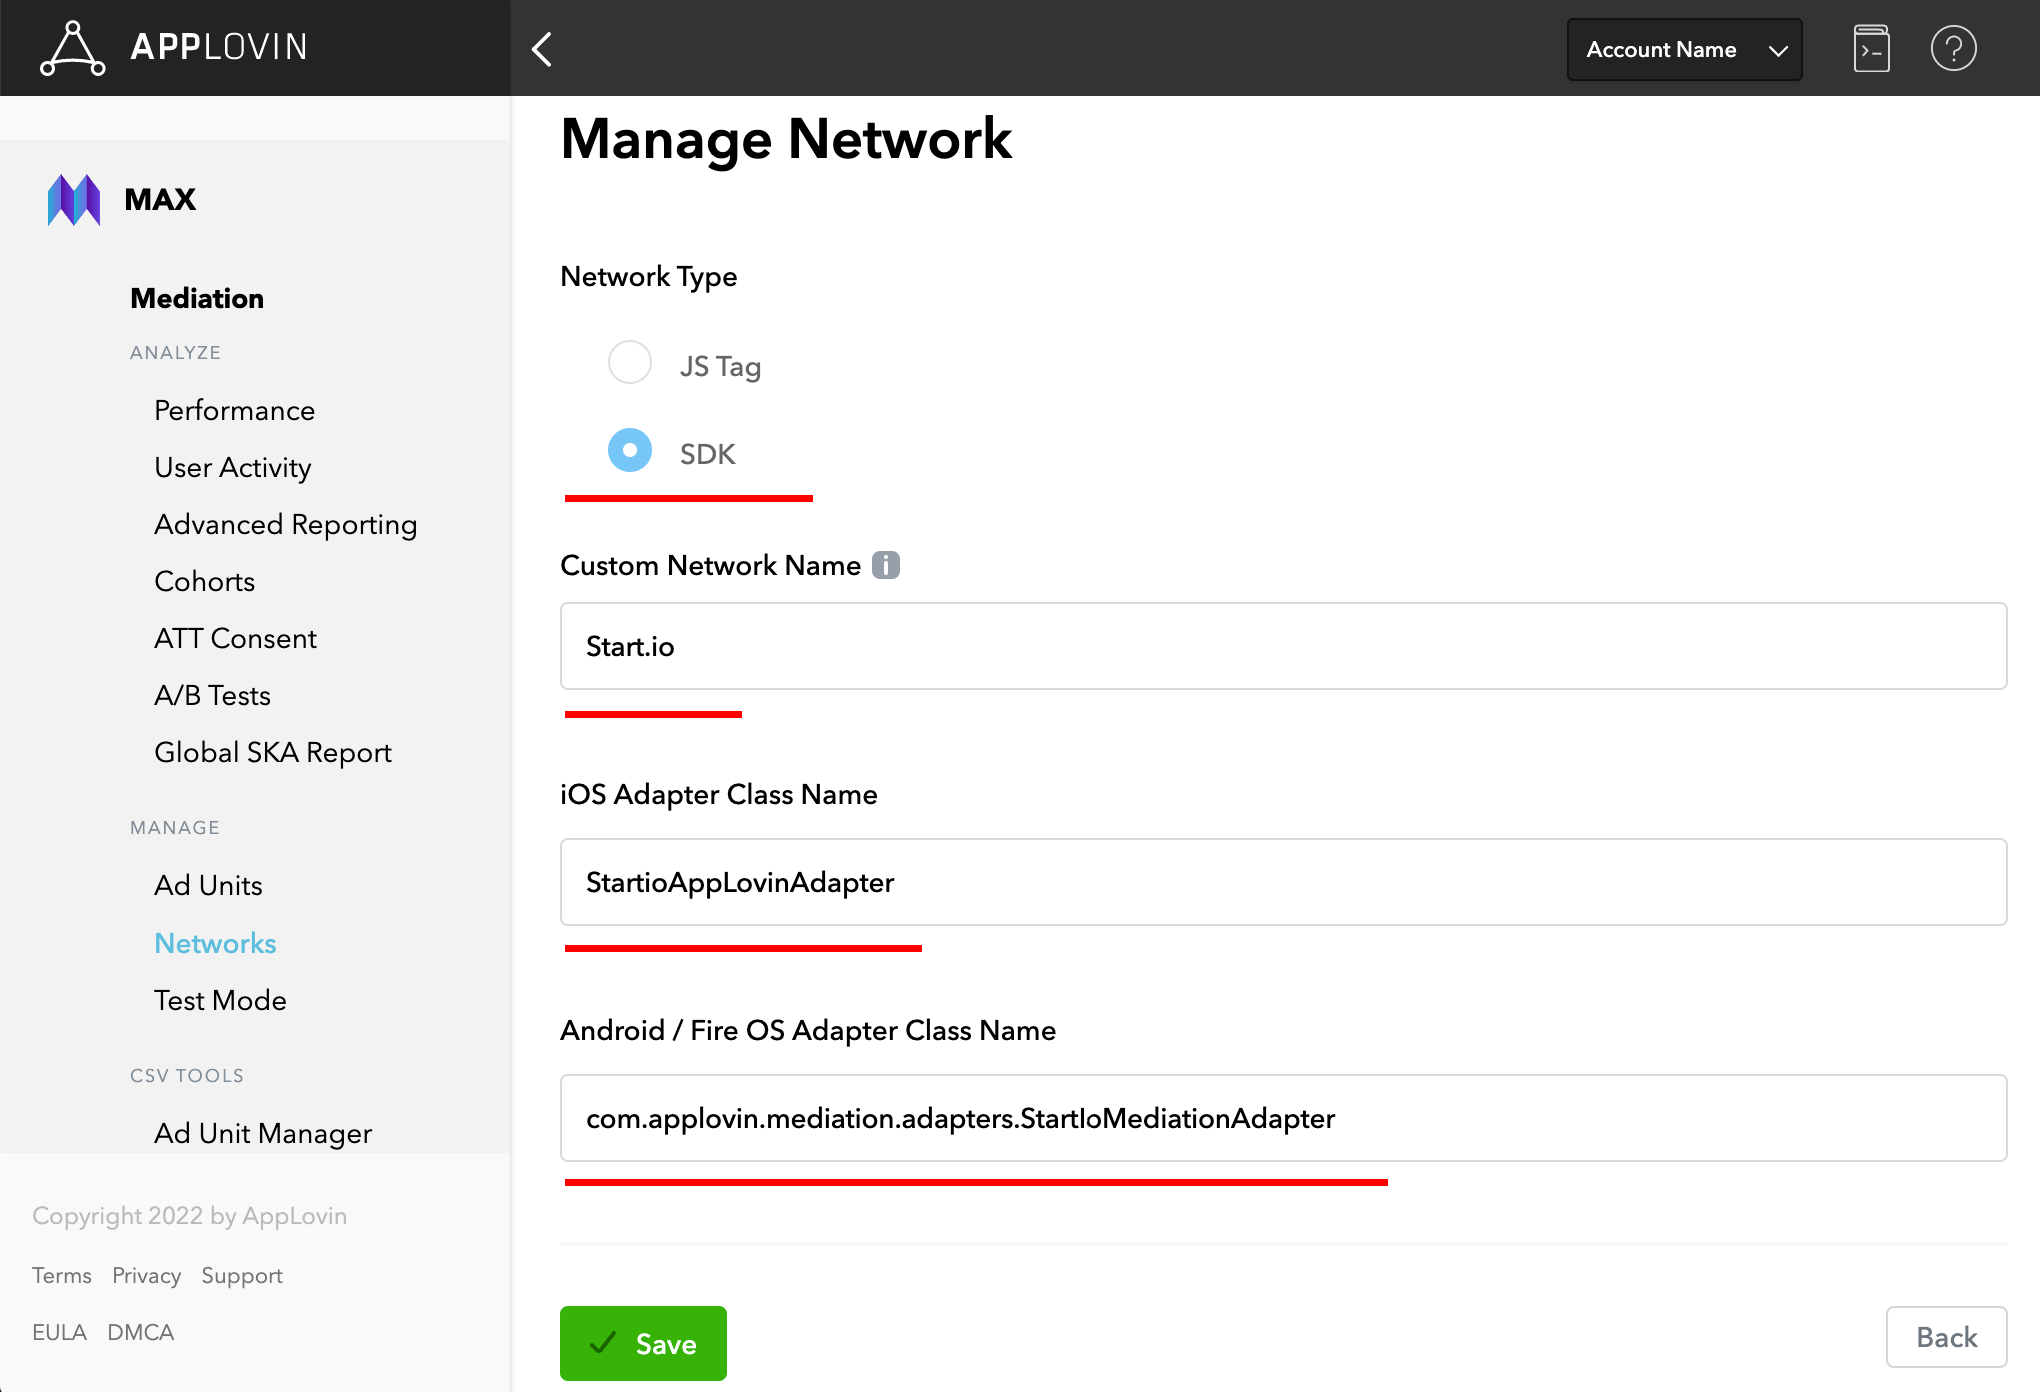 APPLOVIN
Account Name
MAX
Mediation
ANALYZE
Performance
User Activity
Advanced Reporting
Cohorts
ATT Consent
A/B Tests
Global SKA Report
MANAGE
Ad Units
Networks
Test Mode
CSV TOOLS
Ad Unit Manager
Copyright 2022 by AppLovin
Terms Privacy Support
EULA DMCA
Manage Network
Network Type
JS Tag
SDK
Custom Network Name i
Start.io
iOS Adapter Class Name
StartioAppLovinAdapter
Android / Fire OS Adapter Class Name
com.applovin.mediation.adapters.StartIoMediationAdapter
Save
Back